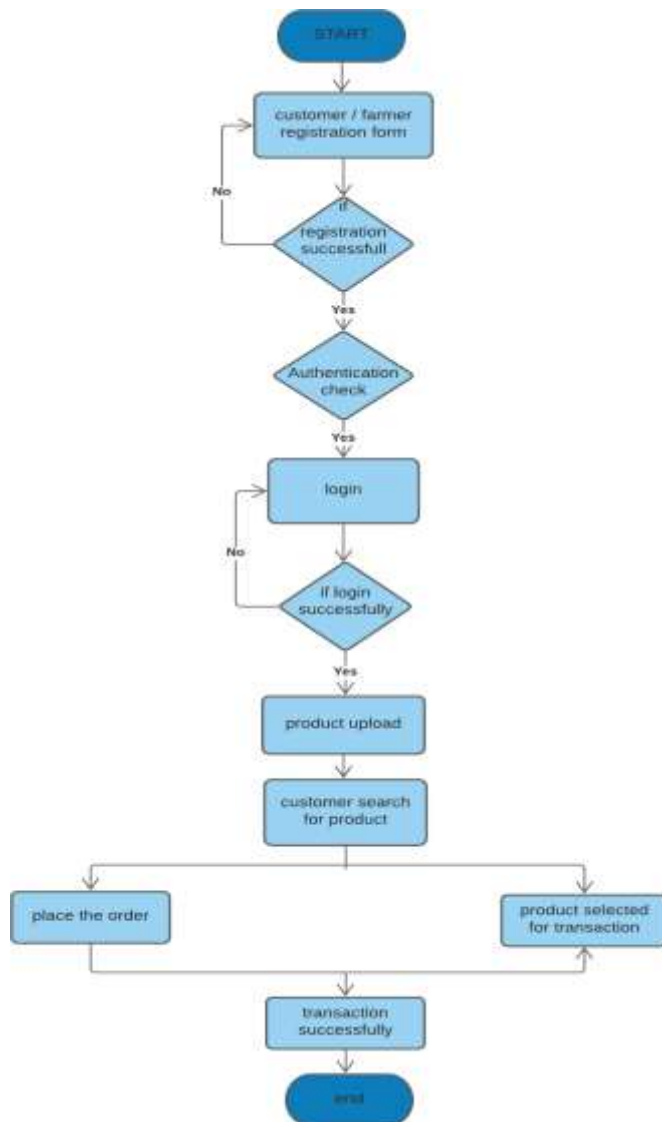 START
customer / farmer
registration form
No
if
registration
successfull
Yes
Authentication
check
Yes
login
No
If login
successfully
Yes
product upload
customer search
for product
place the order
product selected
for transaction
transaction
successfully
end